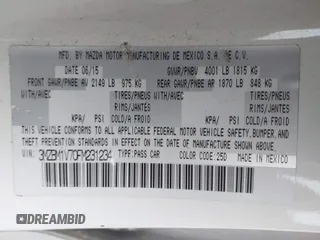 MFD. BY MAZDA MOTOR MANUFACTURING DE MEXICO S.A. DE C.V.
DATE 06/15 GVWR/PNBV 4001 LB 1815 KG
FRONT GAWR/PNBE AV 2149 LB 975 KG REAR GAWR/PNBE AR 1870 LB 848 KG
WITH/AVEC TIRES/PNEUS WITH/AVEC TIRES/PNEUS
RIMS/JANTES RIMS/JANTES
KPA/ PSI COLD/A FROID KPA/ PSI COLD/A FROID
THIS VEHICLE CONFORMS TO ALL APPLICABLE FEDERAL MOTOR VEHICLE SAFETY, BUMPER,
AND THEFT PREVENTION STANDARDS IN EFFECT ON THE DATE OF MANUFACTURE SHOWN ABOVE.
3MZBM1V70FM231234 TYPE:PASS CAR COLOR/CODE:25D MADE IN MEXICO
DIDIT.CARS